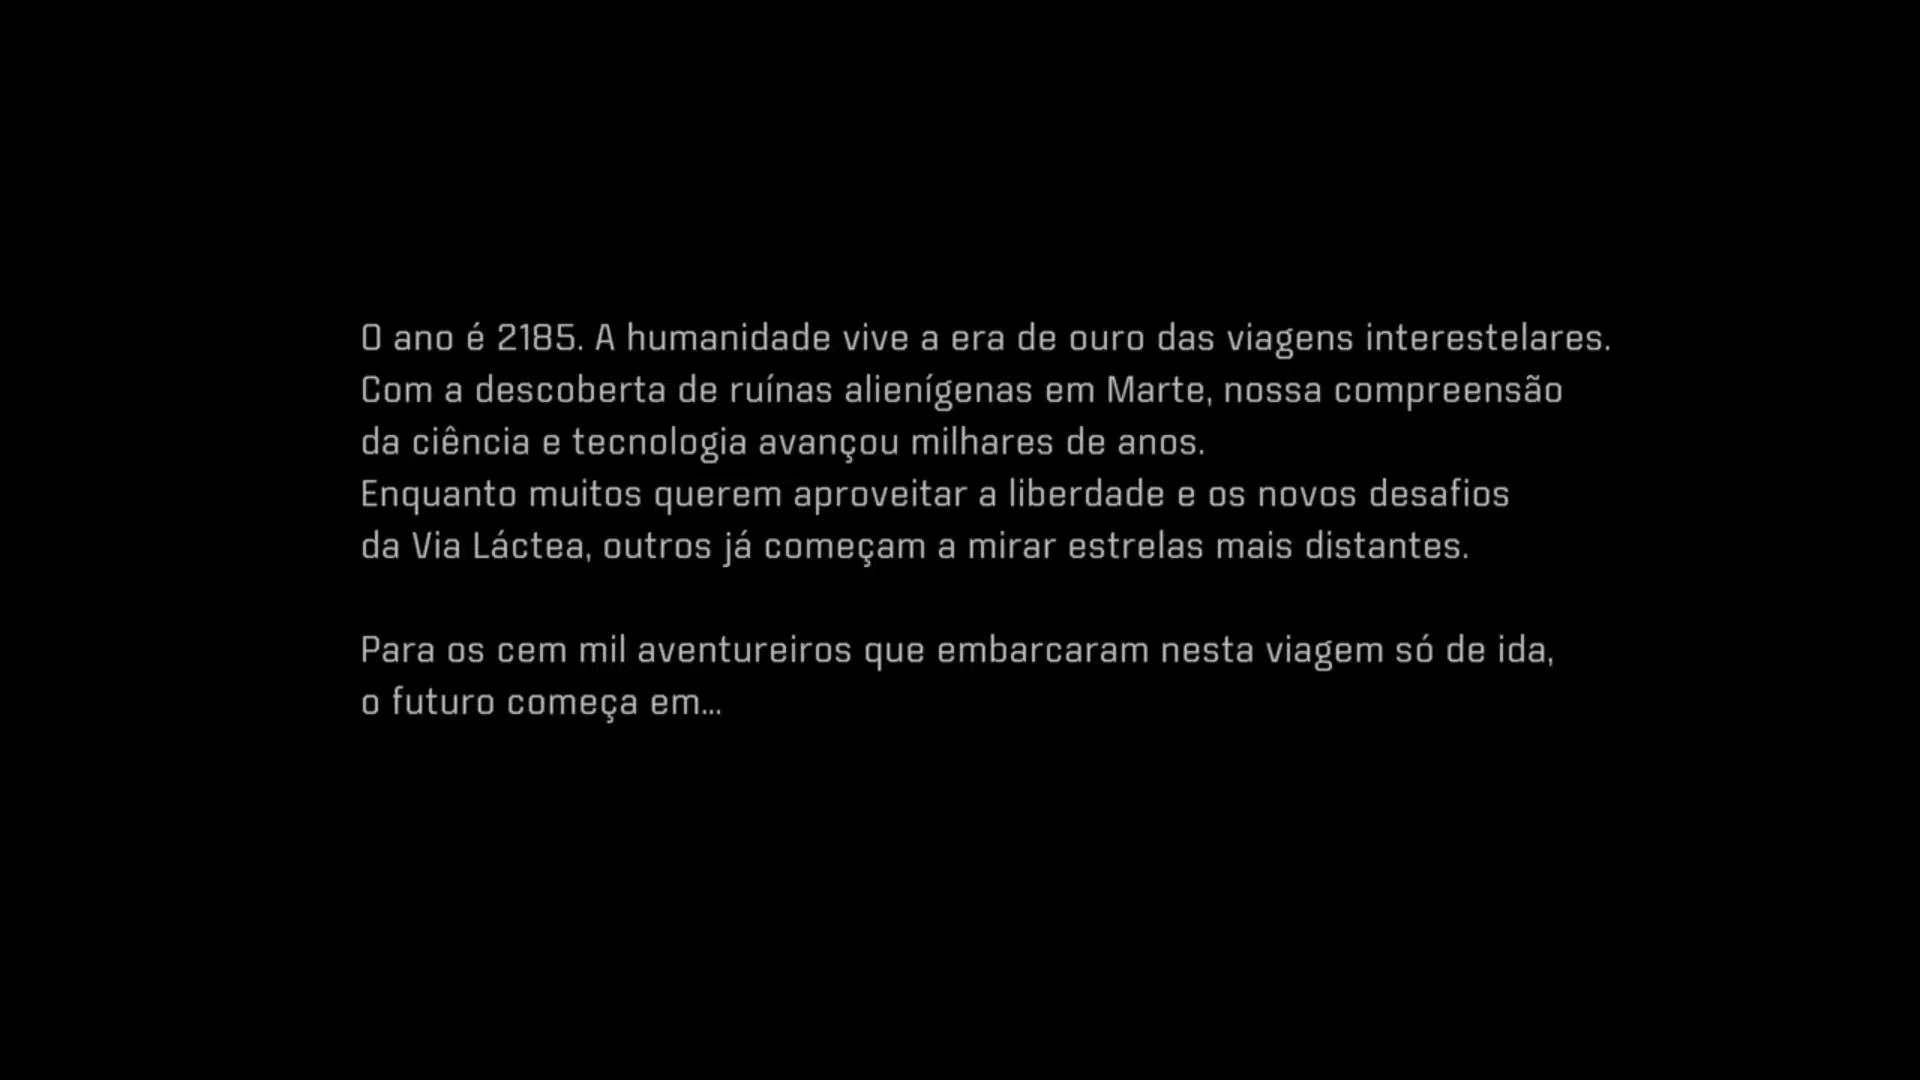 O ano é 2185. A humanidade vive a era de ouro das viagens interestelares.
Com a descoberta de ruínas alienígenas em Marte, nossa compreensão
da ciência e tecnologia avançou milhares de anos.
Enquanto muitos querem aproveitar a liberdade e os novos desafios
da Via Láctea, outros já começam a mirar estrelas mais distantes.
Para os cem mil aventureiros que embarcaram nesta viagem só de ida,
o futuro começa em...